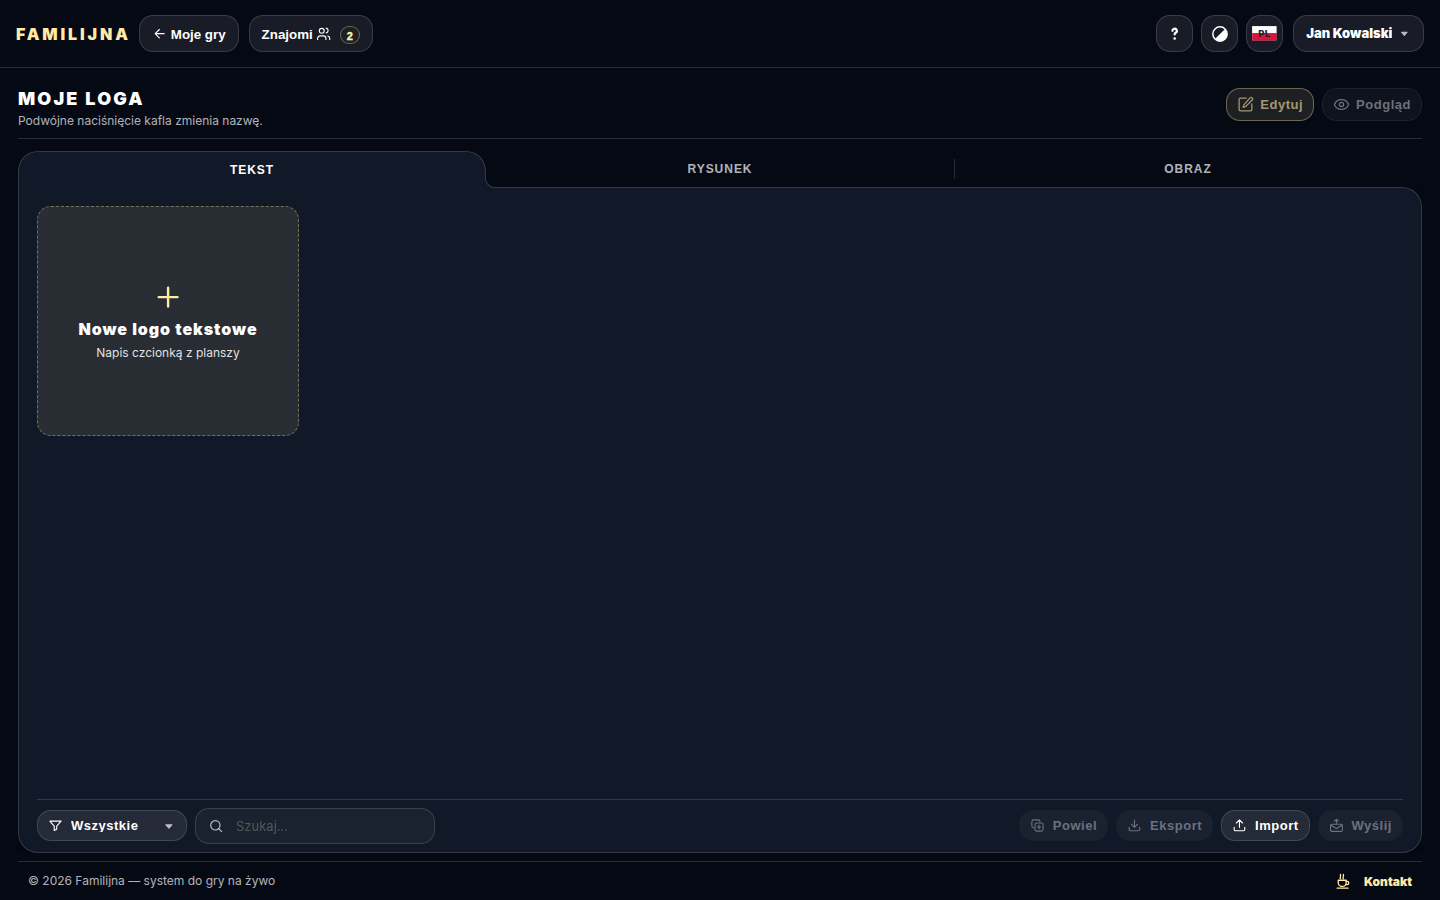 FAMILIJNA
Moje gry
Znajomi 2
?
PL
Jan Kowalski
MOJE LOGA
Podwójne naciśnięcie kafla zmienia nazwę.
Edytuj
Podgląd
TEKST
RYSUNEK
OBRAZ
Nowe logo tekstowe
Napis czcionką z planszy
Wszystkie
Szukaj...
Powiel
Eksport
Import
Wyślij
© 2026 Familijna — system do gry na żywo
Kontakt